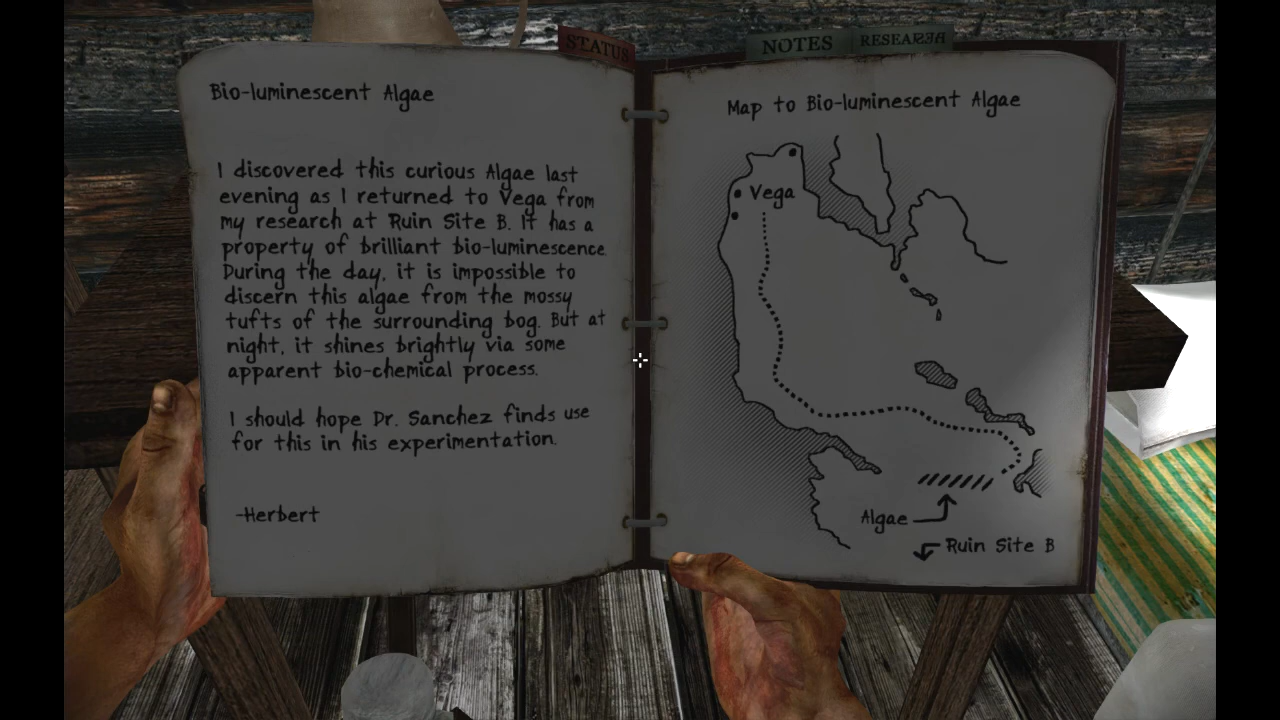 STATUS
NOTES
RESEARCH
Bio-luminescent Algae
I discovered this curious Algae last
evening as I returned to Vega from
my research at Ruin Site B. It has a
property of brilliant bio-luminescence.
During the day, it is impossible to
discern this algae from the mossy
tufts of the surrounding bog. But at
night, it shines brightly via some
apparent bio-chemical process.
I should hope Dr. Sanchez finds use
for this in his experimentation.
-Herbert
Map to Bio-luminescent Algae
Vega
Algae
Ruin Site B